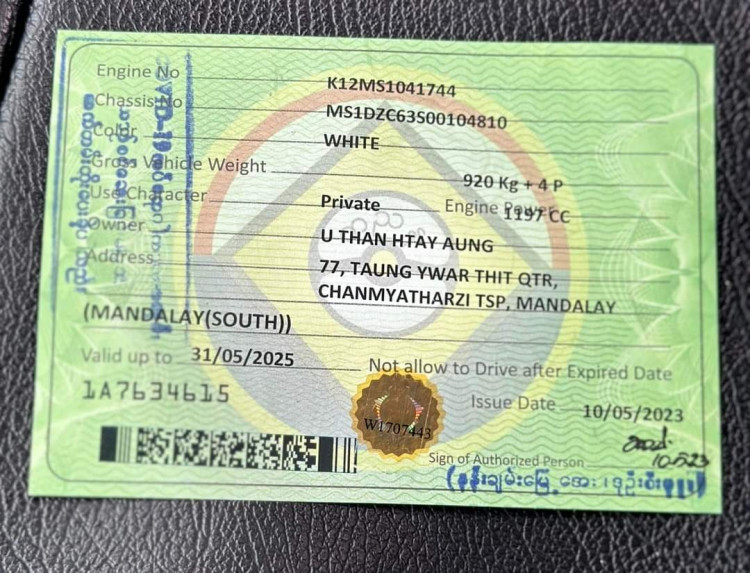 Engine No K12MS1041744
Chassis No MS1DZC63S00104810
Color WHITE
Gross Vehicle Weight 920 Kg + 4 P
Use Character Private Engine Power 1197 CC
Owner U THAN HTAY AUNG
Address 77, TAUNG YWAR THIT QTR,
CHANMYATHARZI TSP, MANDALAY
(MANDALAY(SOUTH))
Valid up to 31/05/2025 Not allow to Drive after Expired Date
1A7634615
Issue Date 10/05/2023
W1707443
Sign of Authorized Person